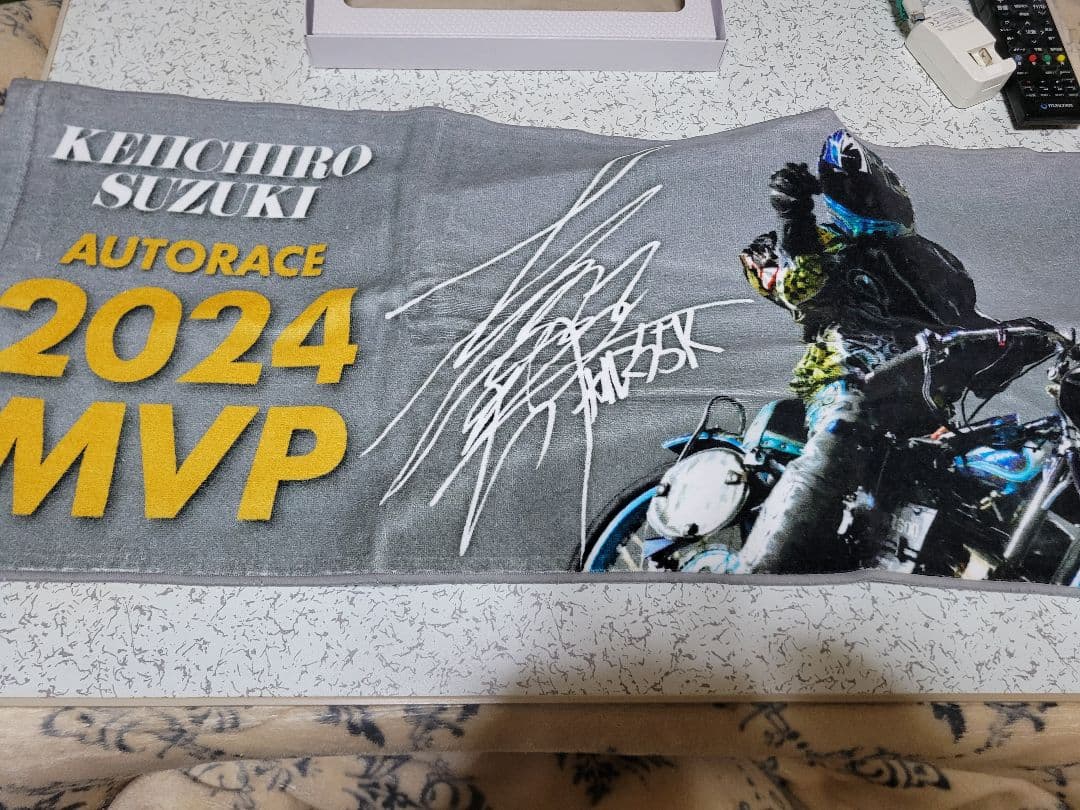 KEIICHIRO
SUZUKI
AUTORACE
2024
MVP